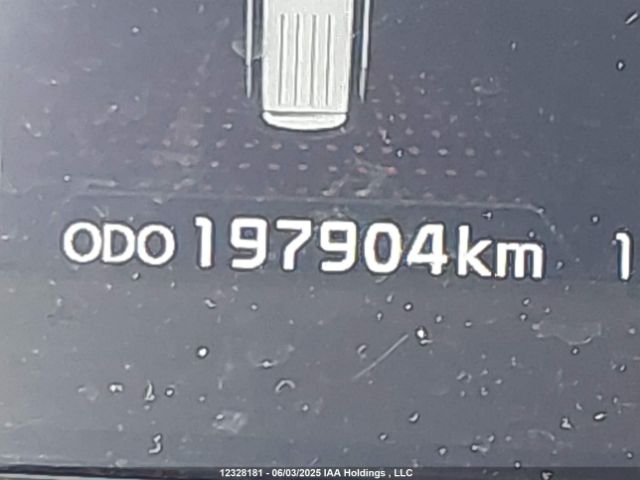 ODO 197904km 1
12328181 - 06/03/2025 IAA Holdings , LLC